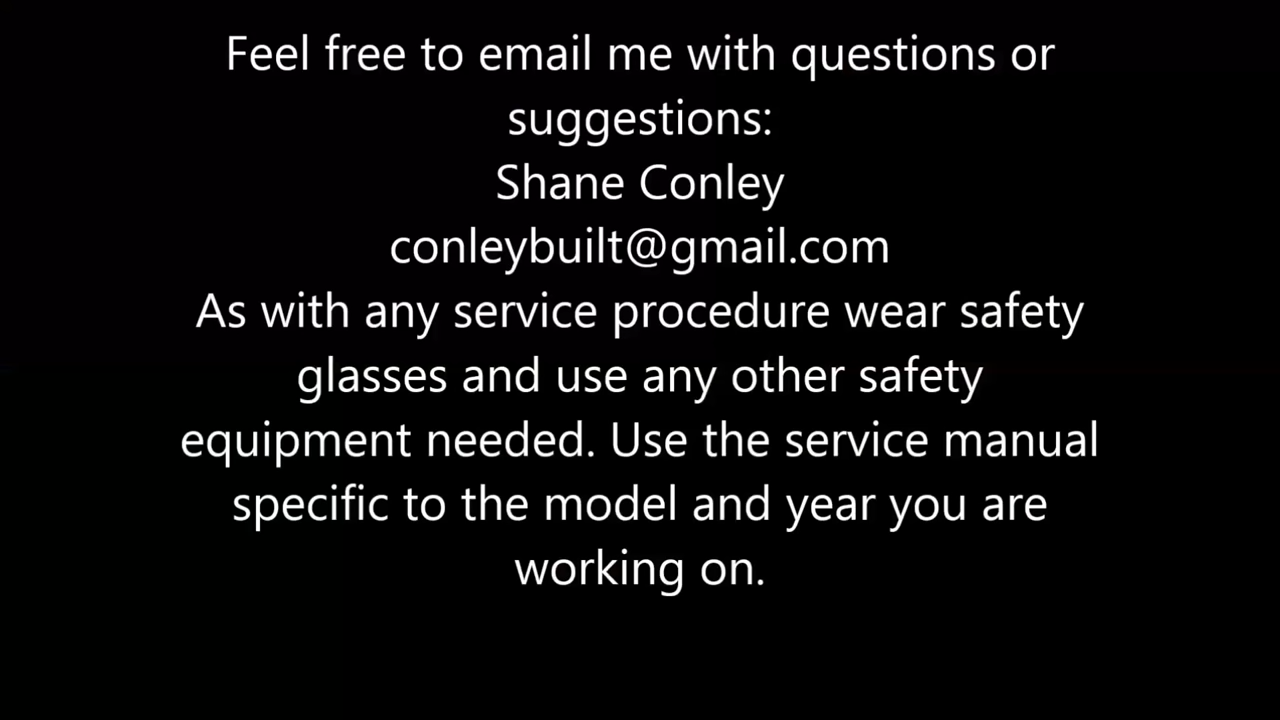 Feel free to email me with questions or
suggestions:
Shane Conley
conleybuilt@gmail.com
As with any service procedure wear safety
glasses and use any other safety
equipment needed. Use the service manual
specific to the model and year you are
working on.